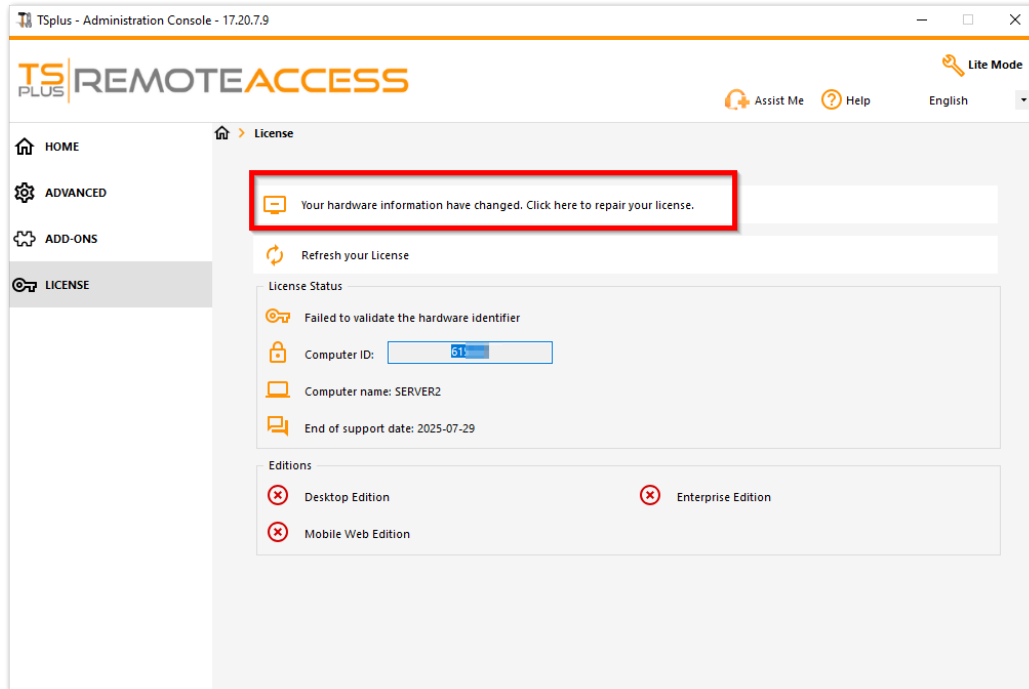 TSplus - Administration Console - 17.20.7.9
TS PLUS REMOTEACCESS
Lite Mode
Assist Me
Help
English
HOME
ADVANCED
ADD-ONS
LICENSE
License
Your hardware information have changed. Click here to repair your license.
Refresh your License
License Status
Failed to validate the hardware identifier
Computer ID:
Computer name: SERVER2
End of support date: 2025-07-29
Editions
Desktop Edition
Enterprise Edition
Mobile Web Edition